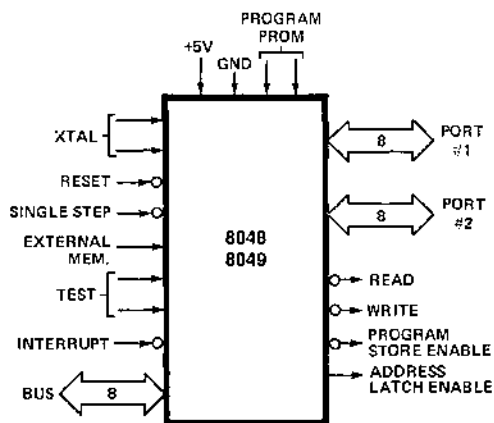 PROGRAM
PROM
+5V
GND
XTAL
RESET
SINGLE STEP
EXTERNAL
MEM.
TEST
INTERRUPT
BUS
8
8048
8049
8
PORT
#1
8
PORT
#2
READ
WRITE
PROGRAM
STORE ENABLE
ADDRESS
LATCH ENABLE